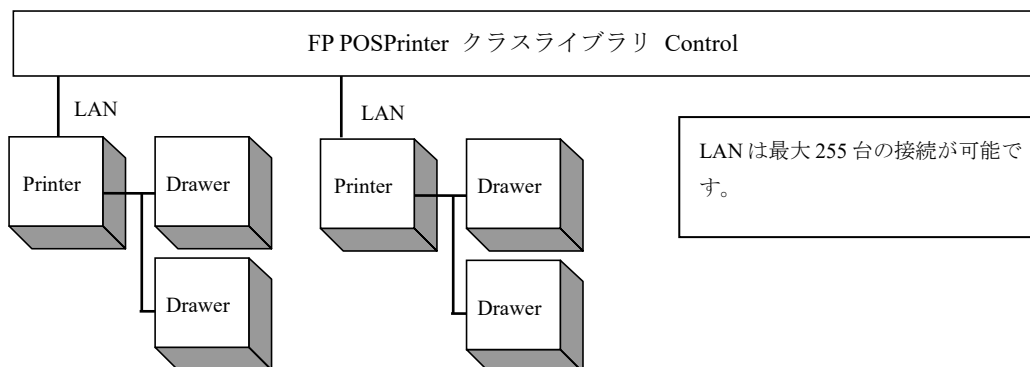 FP POSPrinter クラスライブラリ Control
LAN
LAN
LAN は最大 255 台の接続が可能で
す。
Printer
Drawer
Printer
Drawer
Drawer
Drawer